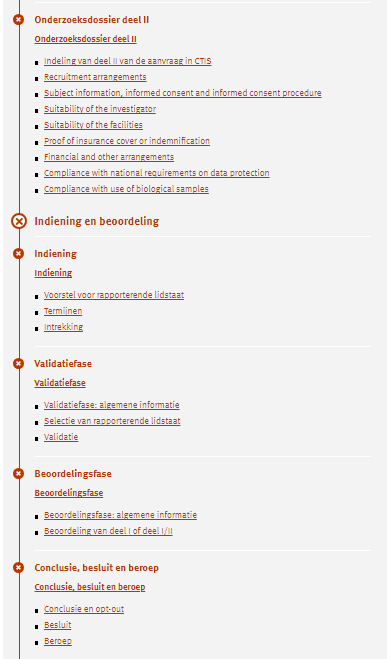 Onderzoeksdossier deel II
Onderzoeksdossier deel II
Indeling van deel II van de aanvraag in CTIS
Recruitment arrangements
Subject information, informed consent and informed consent procedure
Suitability of the investigator
Suitability of the facilities
Proof of insurance cover or indemnification
Financial and other arrangements
Compliance with national requirements on data protection
Compliance with use of biological samples
Indiening en beoordeling
Indiening
Indiening
Voorstel voor rapporterende lidstaat
Termijnen
Intrekking
Validatiefase
Validatiefase
Validatiefase: algemene informatie
Selectie van rapporterende lidstaat
Validatie
Beoordelingsfase
Beoordelingsfase
Beoordelingsfase: algemene informatie
Beoordeling van deel I of deel I/II
Conclusie, besluit en beroep
Conclusie, besluit en beroep
Conclusie en opt-out
Besluit
Beroep